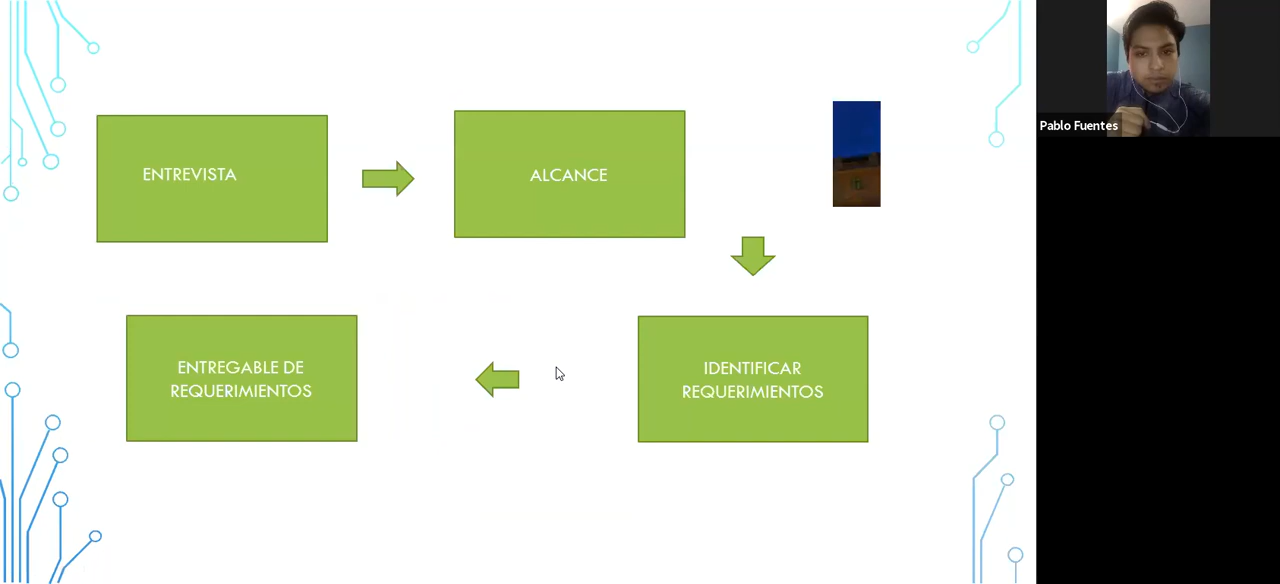 ENTREVISTA
ALCANCE
Pablo Fuentes
ENTREGABLE DE
REQUERIMIENTOS
IDENTIFICAR
REQUERIMIENTOS